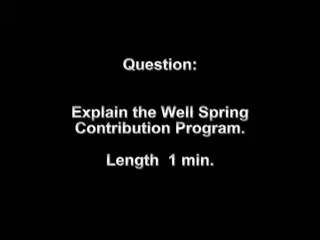 Question:
Explain the Well Spring
Contribution Program.
Length 1 min.